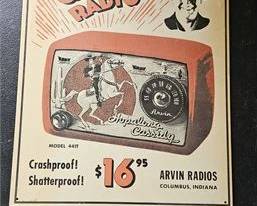 RADIO
Hopalong
Cassidy
Arvin
MODEL 441T
Crashproof!
Shatterproof!
$16.95
ARVIN RADIOS
COLUMBUS, INDIANA